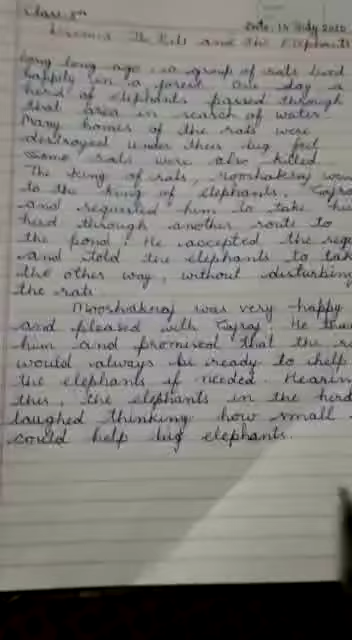 Class 5th
Date: 14 July 2020
The Rats and The Elephants
Long long ago, a group of rats lived
happily in a forest. One day a
herd of elephants passed through
that area in search of water.
Many homes of the rats were
destroyed under their big feet.
Some rats were also killed.
The king of rats, Mooshakraj went
to the king of elephants,
and requested him to take his
herd through another route to
the pond. He accepted the
and told the elephants to
the other way, without disturbing
the rats
Mooshakraj was very happy
and pleased with Gajraj. He
him and promised that the
would always be ready to help
the elephants if needed. Hearing
this, the elephants in the herd
laughed thinking how small
could help big elephants.